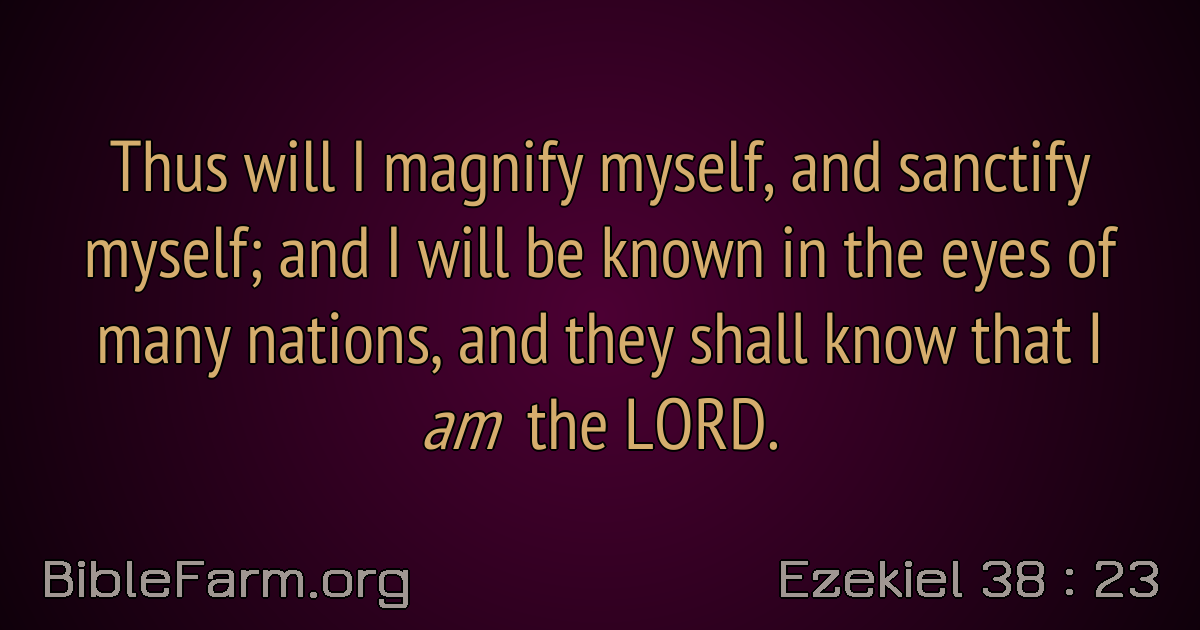 Thus will I magnify myself, and sanctify
myself; and I will be known in the eyes of
many nations, and they shall know that I
am the LORD.
BibleFarm.org
Ezekiel 38 : 23